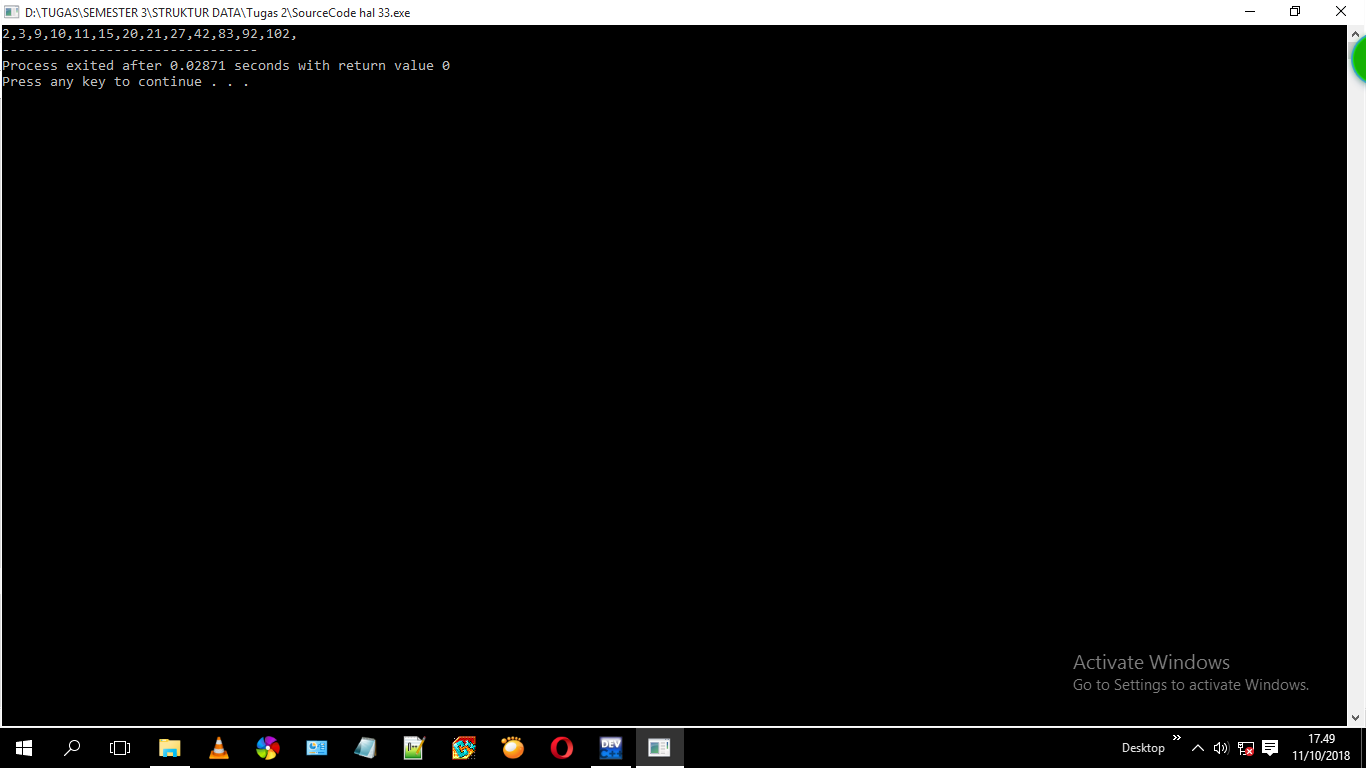 D:\TUGAS\SEMESTER 3\STRUKTUR DATA\Tugas 2\SourceCode hal 33.exe
2,3,9,10,11,15,20,21,27,42,83,92,102,
--------------------------------
Process exited after 0.02871 seconds with return value 0
Press any key to continue . . .
Activate Windows
Go to Settings to activate Windows.
DEV
Desktop
17.49
11/10/2018